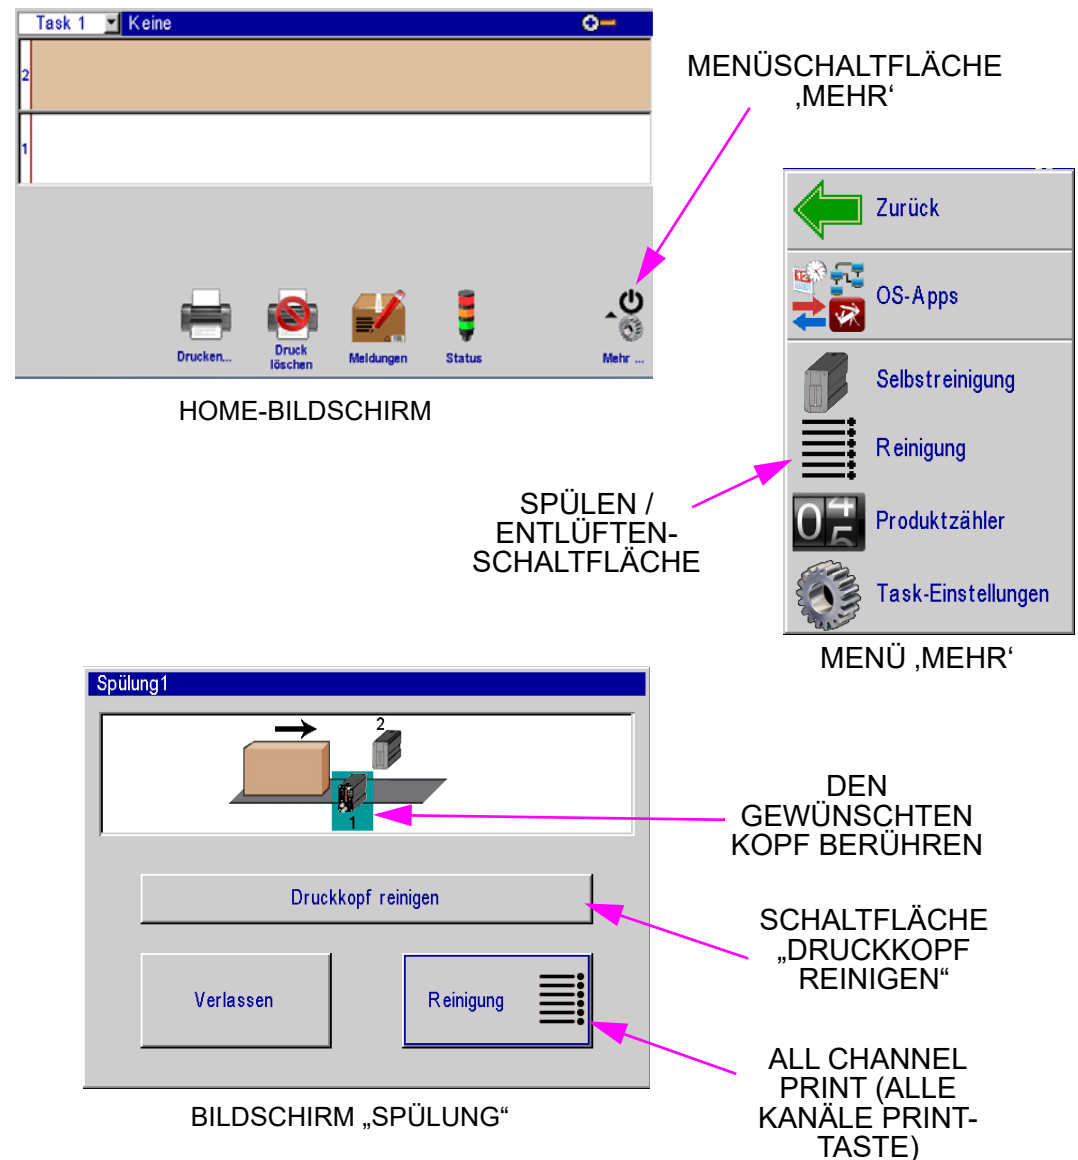 Task 1
Keine
2
1
Drucken...
Druck
löschen
Meldungen
Status
Mehr ...
HOME-BILDSCHIRM
MENÜSCHALTFLÄCHE
‚MEHR‘
Zurück
OS-Apps
Selbstreinigung
Reinigung
Produktzähler
Task-Einstellungen
MENÜ ‚MEHR‘
SPÜLEN /
ENTLÜFTEN-
SCHALTFLÄCHE
Spülung1
2
1
Druckkopf reinigen
Verlassen
Reinigung
BILDSCHIRM „SPÜLUNG“
DEN
GEWÜNSCHTEN
KOPF BERÜHREN
SCHALTFLÄCHE
„DRUCKKOPF
REINIGEN“
ALL CHANNEL
PRINT (ALLE
KANÄLE PRINT-
TASTE)